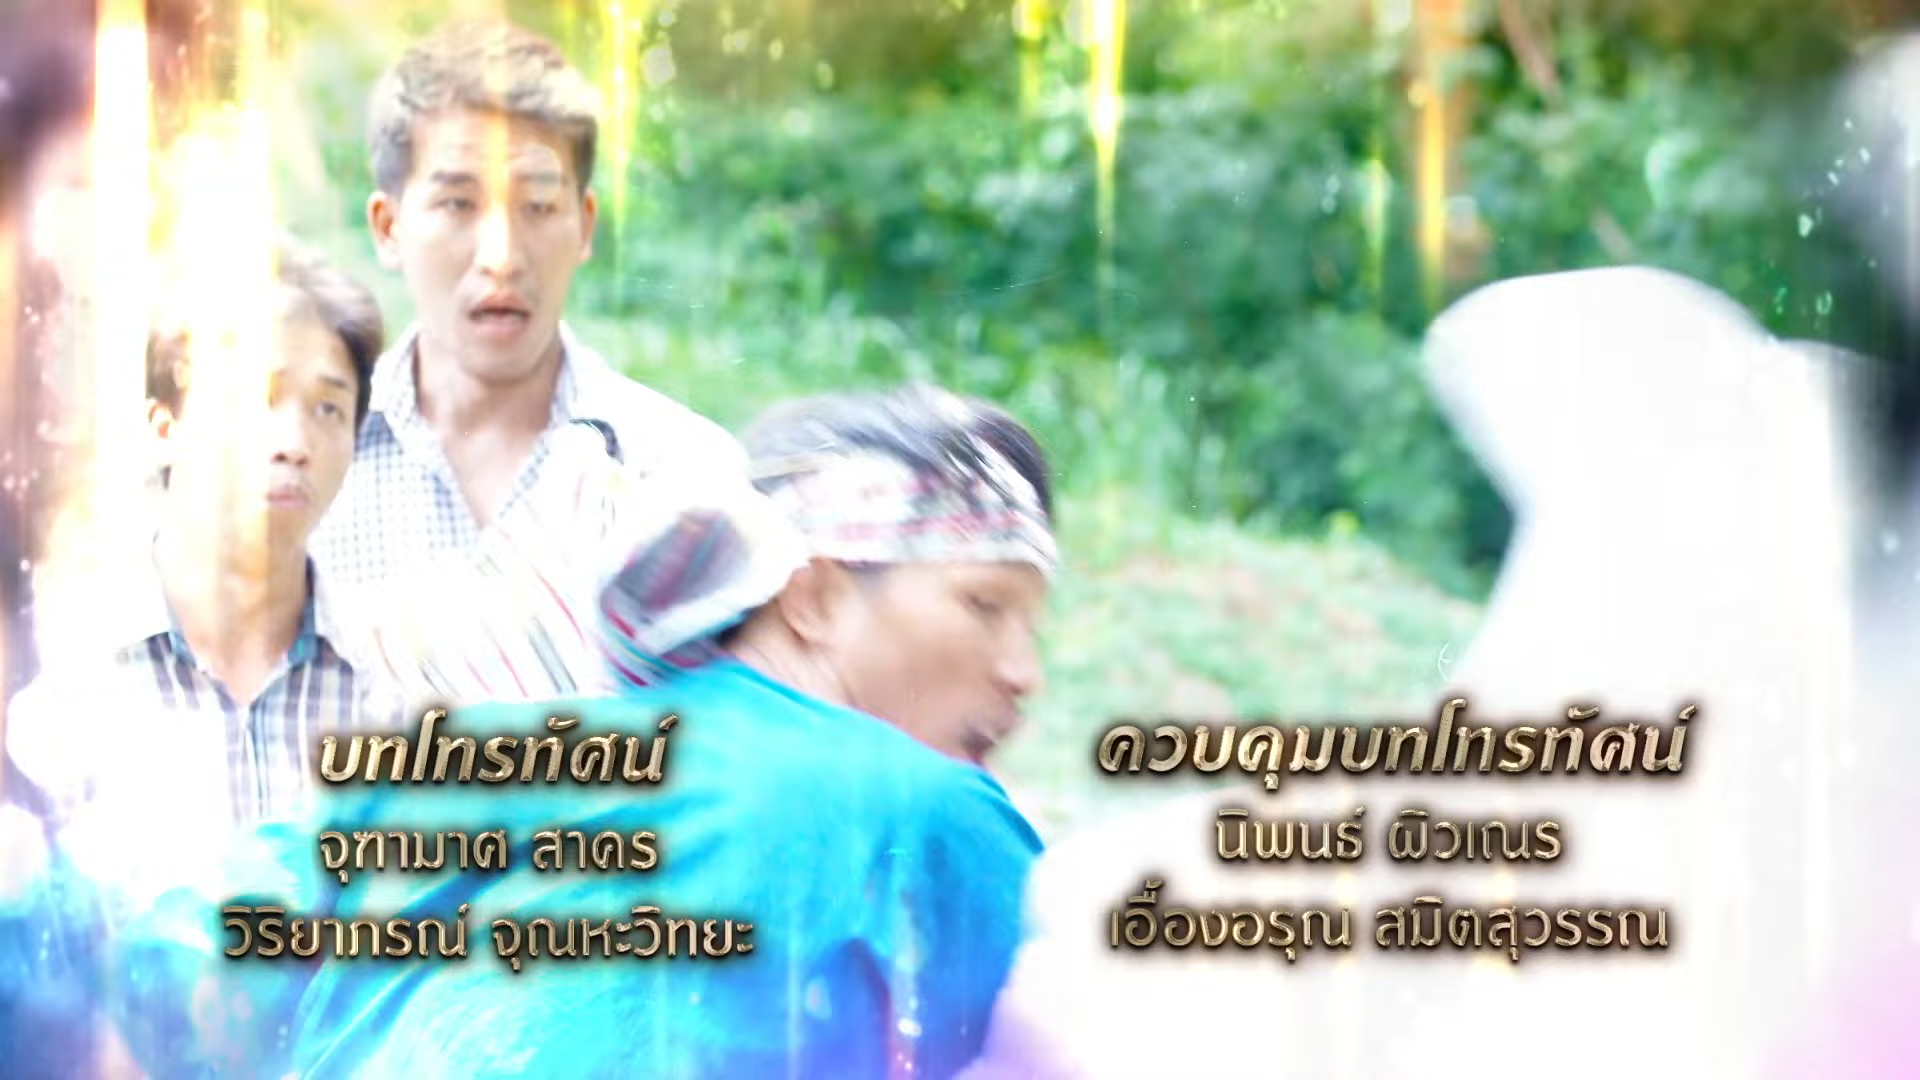 บทโทรทัศน์
จุฑามาศ สาคร
วิริยาภรณ์ จุณหะวิทยะ
ควบคุมบทโทรทัศน์
นิพนธ์ ผิวเณร
เอื้องอรุณ สมิตสุวรรณ